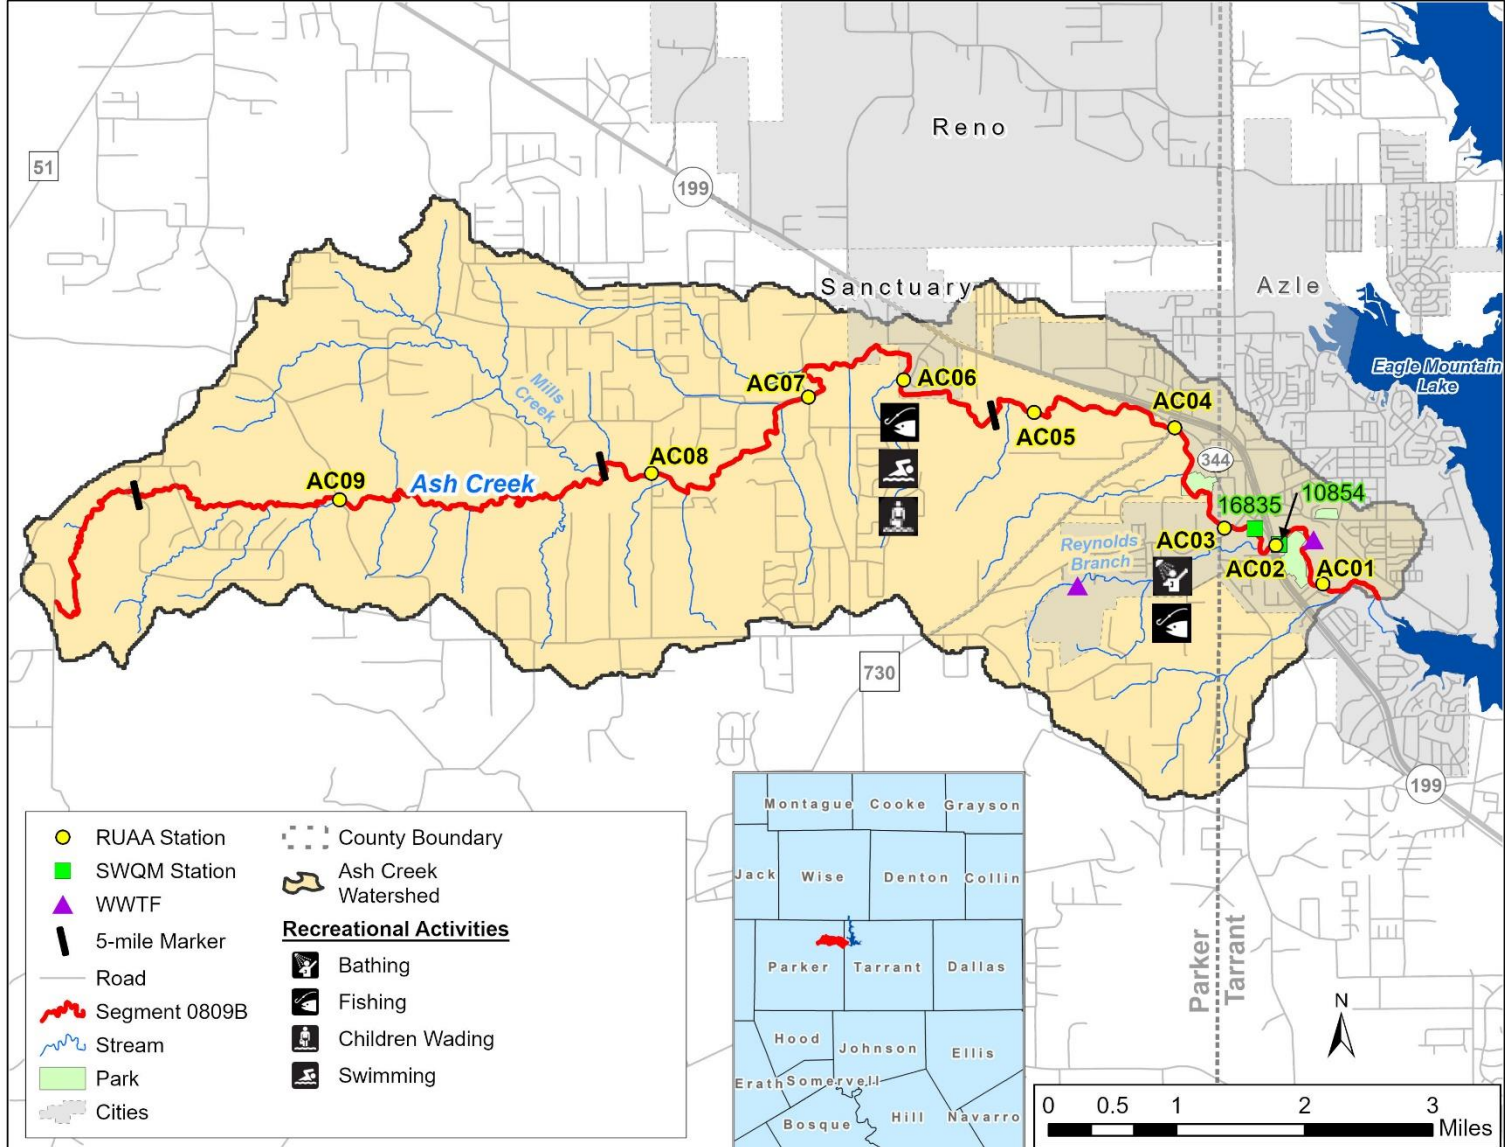 Reno
51
199
Sanctuary
Azle
Eagle Mountain
Lake
AC07
AC06
Mills
Creek
AC05
AC04
344
AC08
AC09
Ash Creek
16835
10854
AC03
Reynolds
Branch
AC02
AC01
730
199
Parker
Tarrant
RUAA Station
SWQM Station
WWTF
5-mile Marker
Road
Segment 0809B
Stream
Park
Cities
County Boundary
Ash Creek
Watershed
Recreational Activities
Bathing
Fishing
Children Wading
Swimming
Montague Cooke Grayson
Jack Wise Denton Collin
Parker Tarrant Dallas
Hood Johnson Ellis
Erath Somervell
Bosque Hill Navarro
N
0 0.5 1 2 3
Miles